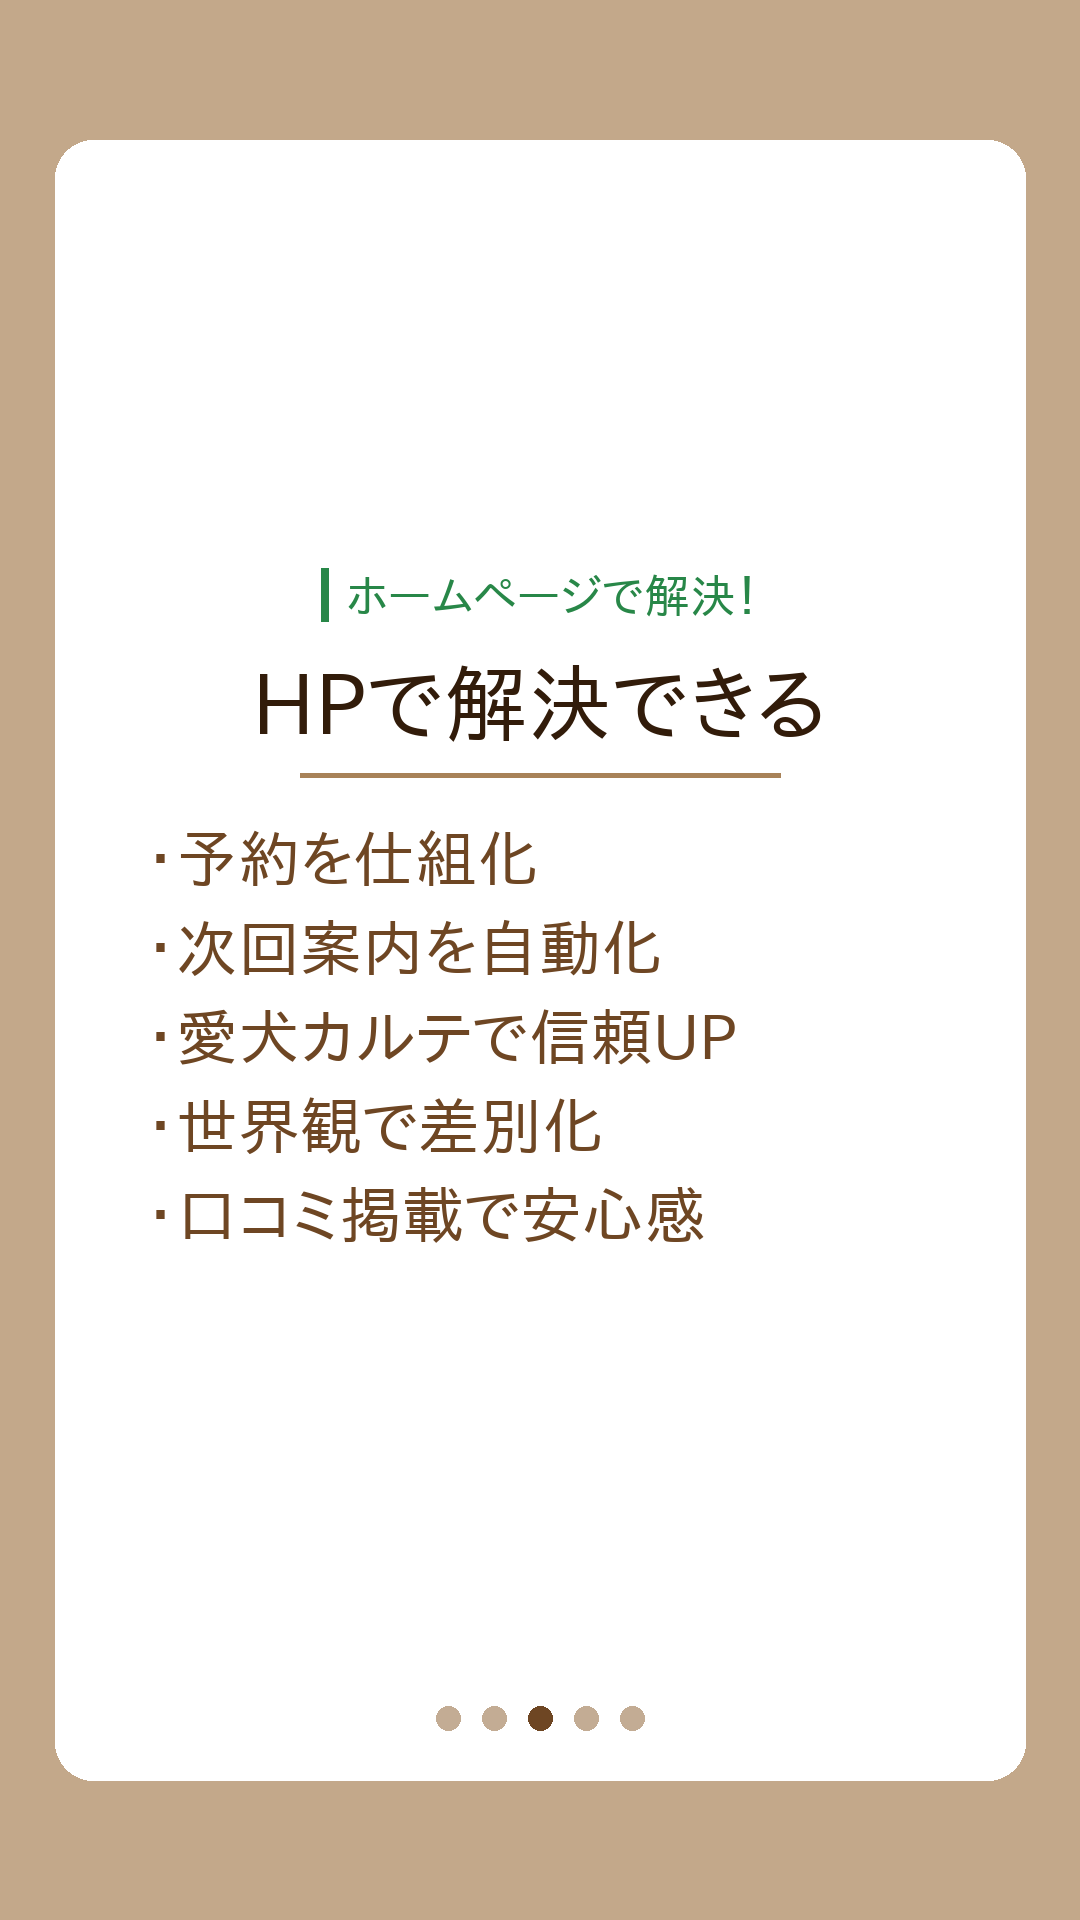 ホームページで解決！
HPで解決できる
・予約を仕組化
・次回案内を自動化
・愛犬カルテで信頼UP
・世界観で差別化
・口コミ掲載で安心感